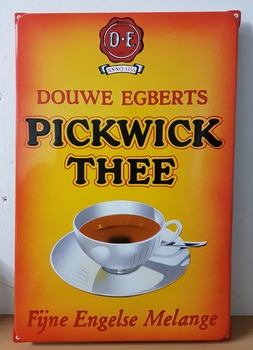 D·E
ANNO 1753
DOUWE EGBERTS
PICKWICK
THEE
Fijne Engelse Melange